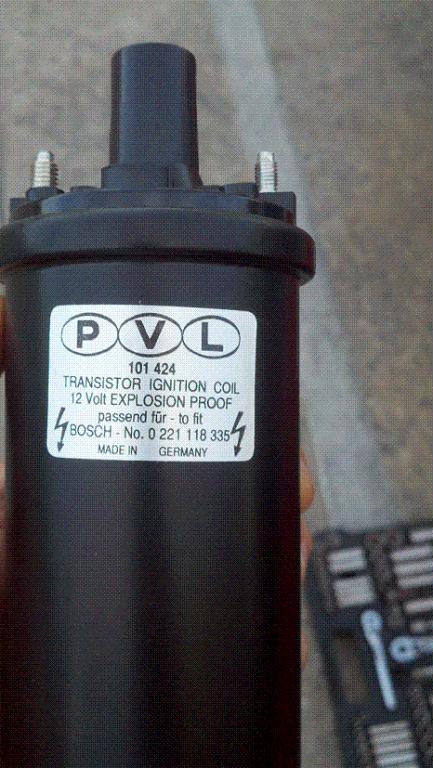 PVL
101 424
TRANSISTOR IGNITION COIL
12 Volt EXPLOSION PROOF
passend für - to fit
BOSCH - No. 0 221 118 335
MADE IN GERMANY